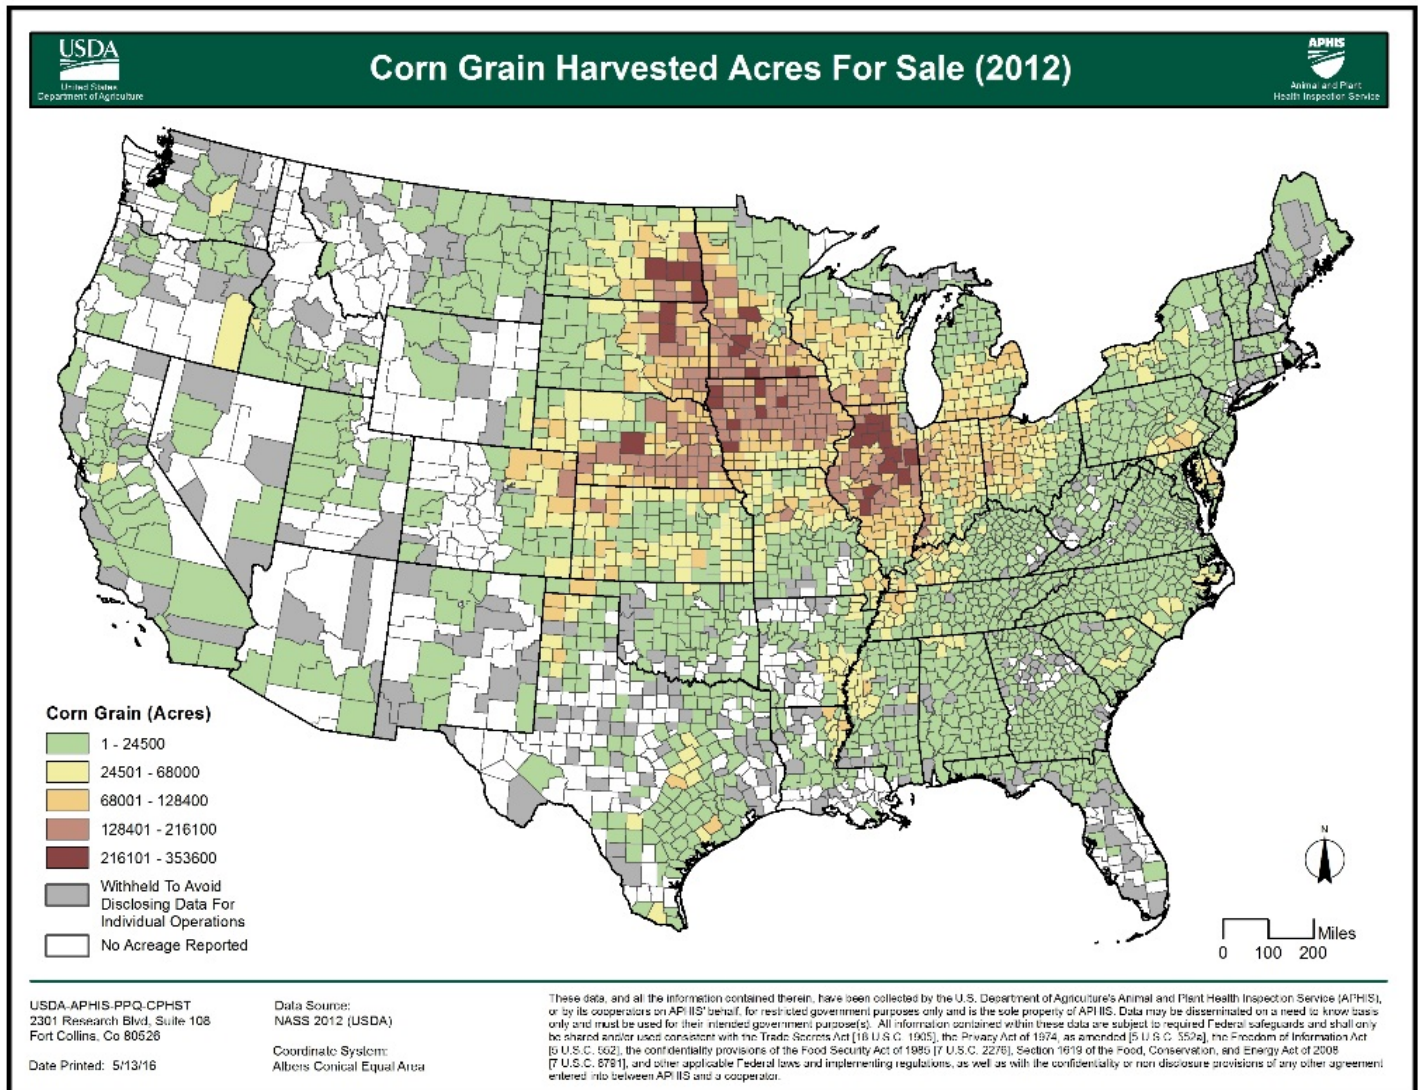 USDA
United States
Department of Agriculture
Corn Grain Harvested Acres For Sale (2012)
APHIS
Animal and Plant
Health Inspection Service
Corn Grain (Acres)
1 - 24500
24501 - 68000
68001 - 128400
128401 - 216100
216101 - 353600
Withheld To Avoid
Disclosing Data For
Individual Operations
No Acreage Reported
N
Miles
0 100 200
USDA-APHIS-PPQ-CPHST
2301 Research Blvd, Suite 108
Fort Collins, Co 80526
Date Printed: 5/13/16
Data Source:
NASS 2012 (USDA)
Coordinate System:
Albers Conical Equal Area
These data, and all the information contained therein, have been collected by the U.S. Department of Agriculture's Animal and Plant Health Inspection Service (APHIS),
or by its cooperators on APHIS' behalf, for restricted government purposes only and is the sole property of APHIS. Data may be disseminated on a need to know basis
only and must be used for their intended government purpose(s). All information contained within these data are subject to required Federal safeguards and shall only
be shared and/or used consistent with the Trade Secrets Act [18 U.S.C. 1905], the Privacy Act of 1974, as amended [5 U.S.C. 552a], the Freedom of Information Act
[5 U.S.C. 552], the confidentiality provisions of the Food Security Act of 1985 [7 U.S.C. 2276], Section 1619 of the Food, Conservation, and Energy Act of 2008
[7 U.S.C. 8791], and other applicable Federal laws and implementing regulations, as well as with the confidentiality or non disclosure provisions of any other agreement
entered into between APHIS and a cooperator.